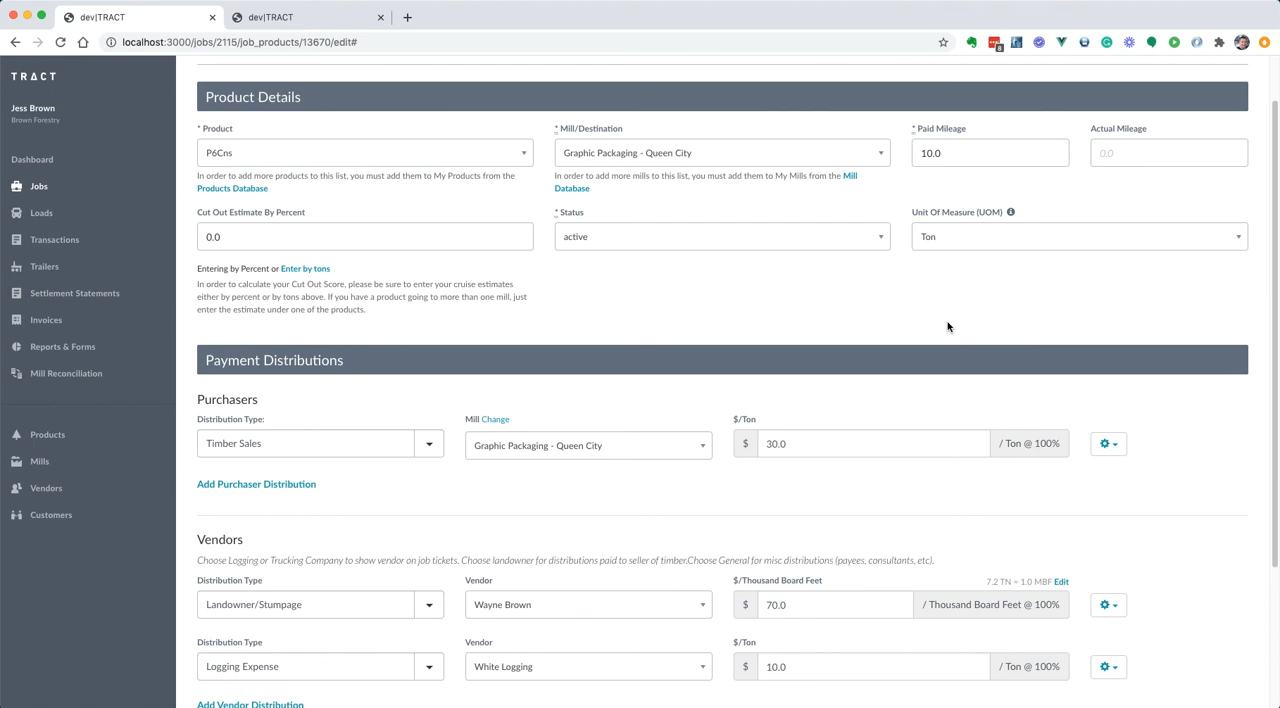 dev|TRACT
dev|TRACT
localhost:3000/jobs/2115/job_products/13670/edit#
8
TRACT
Jess Brown
Brown Forestry
Dashboard
Jobs
Loads
Transactions
Trailers
Settlement Statements
Invoices
Reports & Forms
Mill Reconciliation
Products
Mills
Vendors
Customers
Product Details
* Product
* Mill/Destination
* Paid Mileage
Actual Mileage
P6Cns
Graphic Packaging - Queen City
10.0
0.0
In order to add more products to this list, you must add them to My Products from the
Products Database
In order to add more mills to this list, you must add them to My Mills from the Mill
Database
Cut Out Estimate By Percent
* Status
Unit Of Measure (UOM)
0.0
active
Ton
Entering by Percent or Enter by tons
In order to calculate your Cut Out Score, please be sure to enter your cruise estimates
either by percent or by tons above. If you have a product going to more than one mill, just
enter the estimate under one of the products.
Payment Distributions
Purchasers
Distribution Type:
Mill Change
$/Ton
Timber Sales
Graphic Packaging - Queen City
$ 30.0 / Ton @ 100%
Add Purchaser Distribution
Vendors
Choose Logging or Trucking Company to show vendor on job tickets. Choose landowner for distributions paid to seller of timber.Choose General for misc distributions (payees, consultants, etc).
Distribution Type
Vendor
$/Thousand Board Feet
7.2 TN = 1.0 MBF Edit
Landowner/Stumpage
Wayne Brown
$ 70.0 / Thousand Board Feet @ 100%
Distribution Type
Vendor
$/Ton
Logging Expense
White Logging
$ 10.0 / Ton @ 100%
Add Vendor Distribution